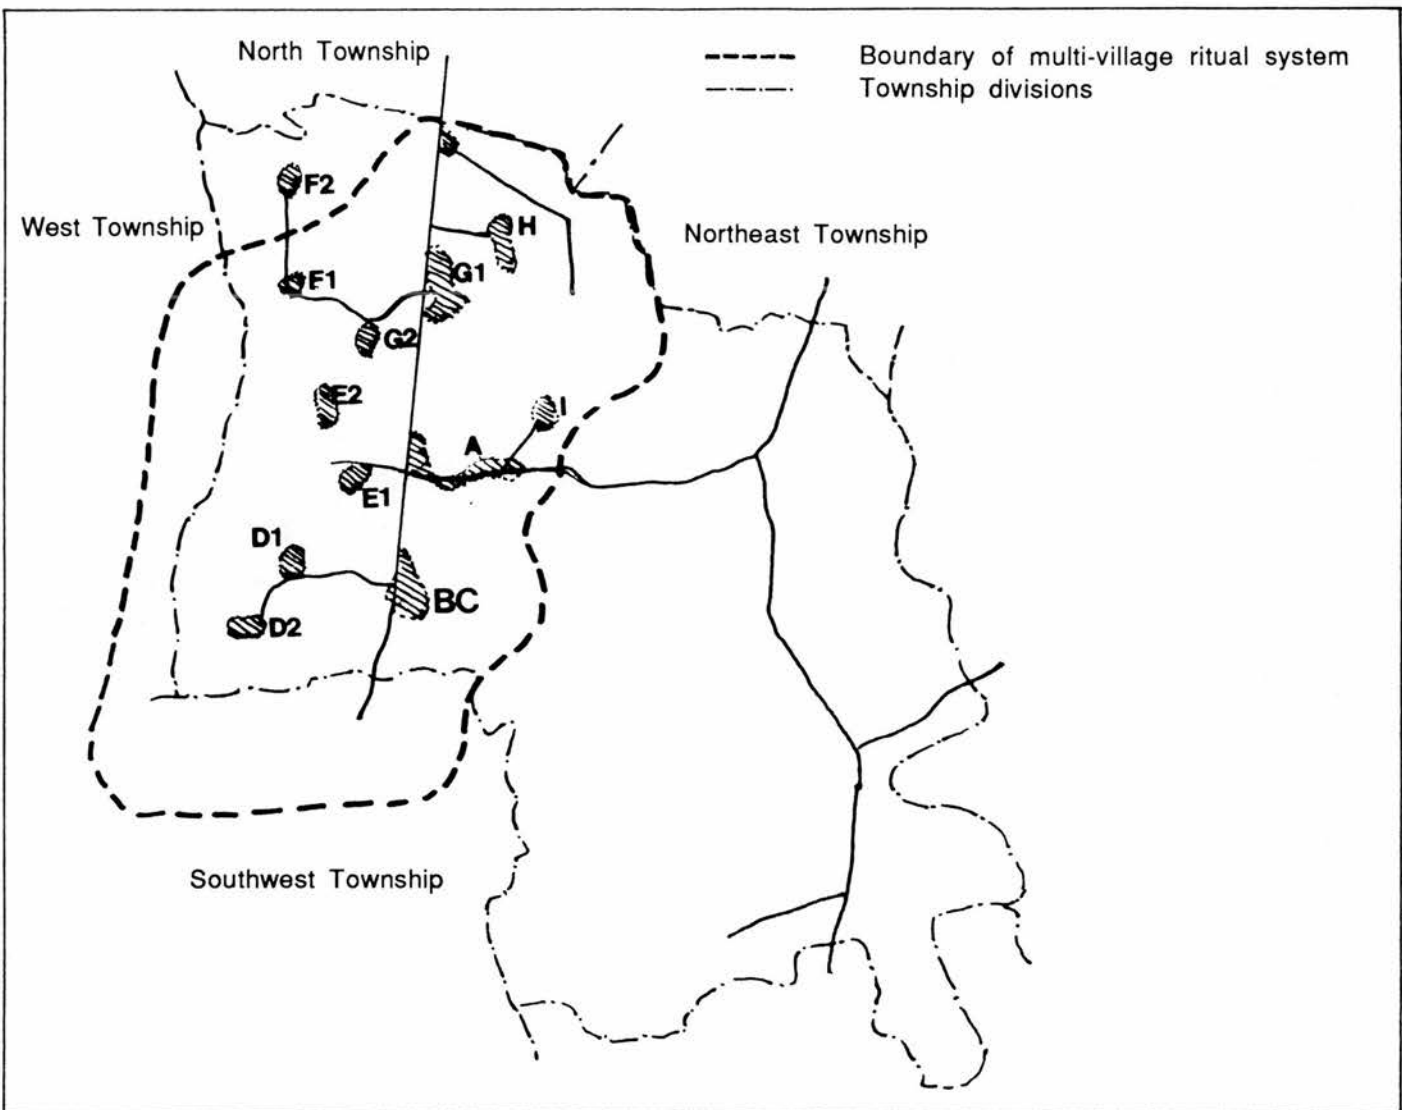 North Township
Boundary of multi-village ritual system
Township divisions
F2
West Township
H
Northeast Township
F1
G1
G2
E2
I
A
E1
D1
BC
D2
Southwest Township